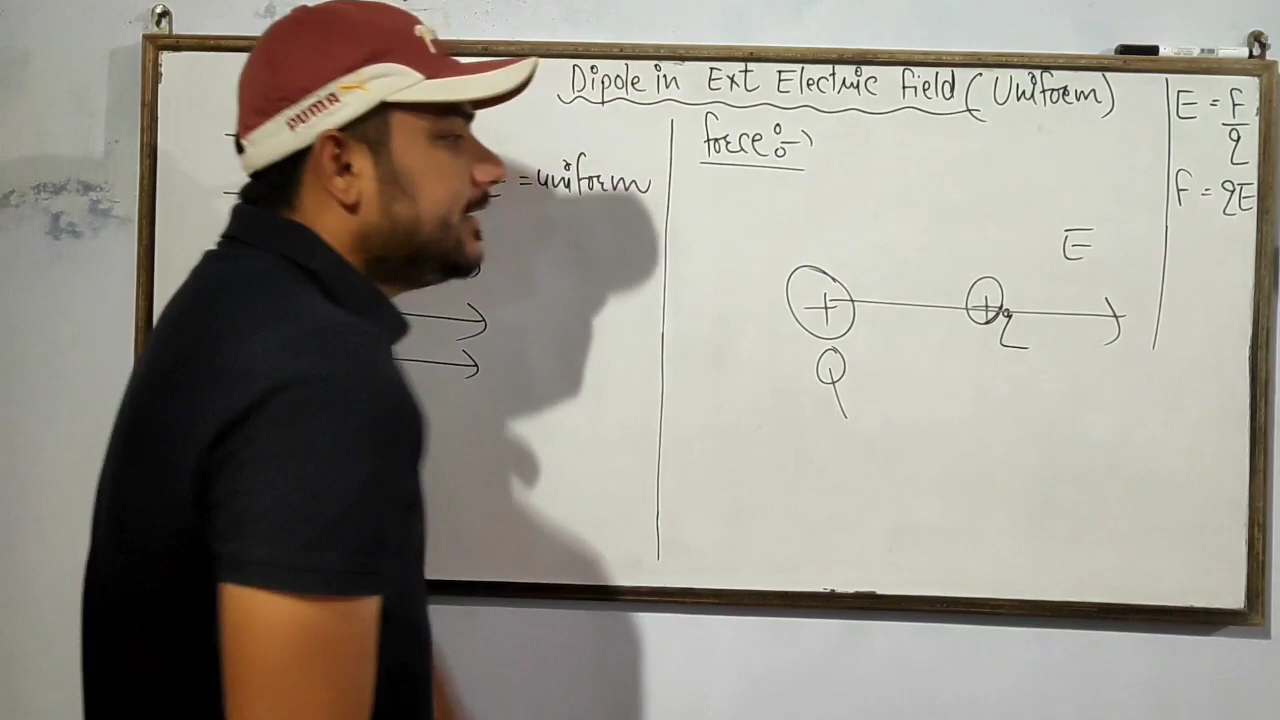 Dipole in Ext Electric field (Uniform)
= uniform
force :-
E
+
+
q
Q
E = F/q
F = qE
PUMA
P